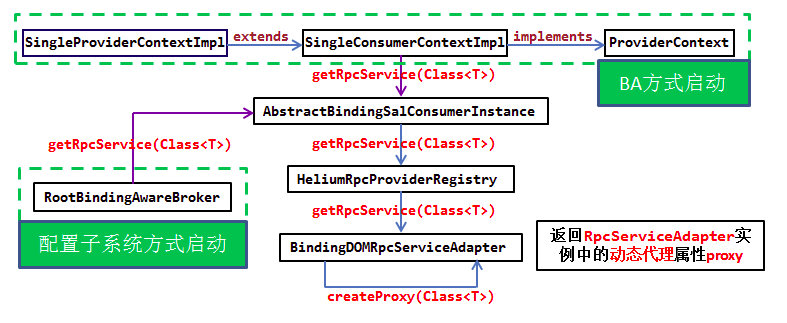 SingleProviderContextImpl extends SingleConsumerContextImpl implements ProviderContext
getRpcService(Class<T>)
BA方式启动
AbstractBindingSalConsumerInstance
getRpcService(Class<T>) getRpcService(Class<T>)
HeliumRpcProviderRegistry
RootBindingAwareBroker
getRpcService(Class<T>)
配置子系统方式启动
BindingDOMRpcServiceAdapter
返回RpcServiceAdapter实
例中的动态代理属性proxy
createProxy(Class<T>)